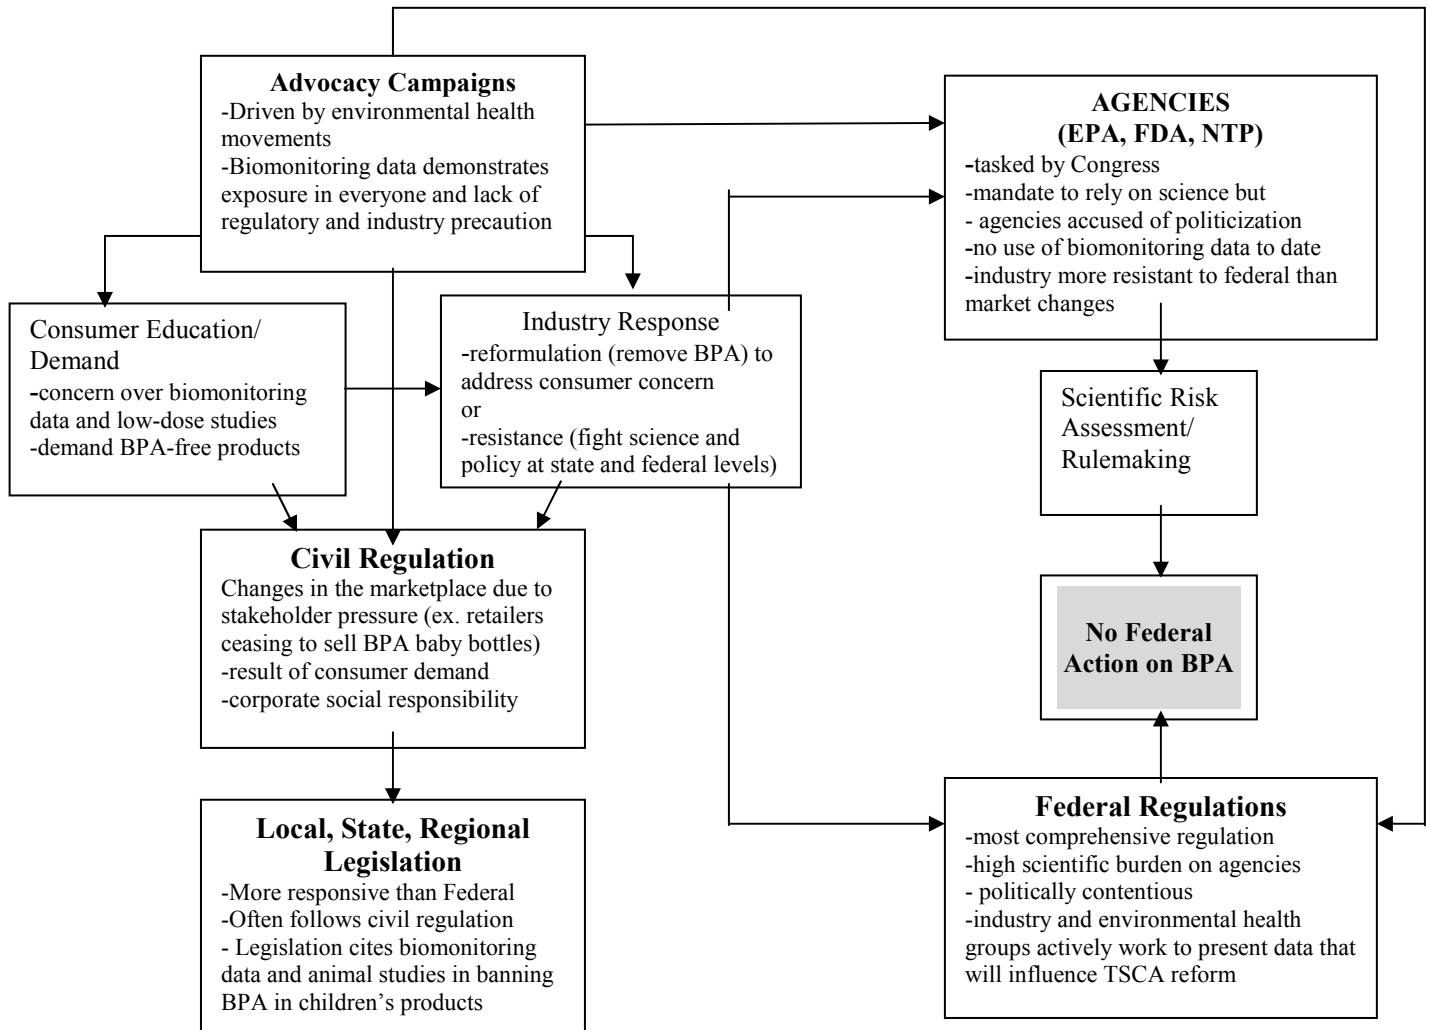 Advocacy Campaigns
-Driven by environmental health
movements
-Biomonitoring data demonstrates
exposure in everyone and lack of
regulatory and industry precaution
AGENCIES
(EPA, FDA, NTP)
-tasked by Congress
-mandate to rely on science but
- agencies accused of politicization
-no use of biomonitoring data to date
-industry more resistant to federal than
market changes
Consumer Education/
Demand
-concern over biomonitoring
data and low-dose studies
-demand BPA-free products
Industry Response
-reformulation (remove BPA) to
address consumer concern
or
-resistance (fight science and
policy at state and federal levels)
Scientific Risk
Assessment/
Rulemaking
Civil Regulation
Changes in the marketplace due to
stakeholder pressure (ex. retailers
ceasing to sell BPA baby bottles)
-result of consumer demand
-corporate social responsibility
No Federal
Action on BPA
Local, State, Regional
Legislation
-More responsive than Federal
-Often follows civil regulation
- Legislation cites biomonitoring
data and animal studies in banning
BPA in children’s products
Federal Regulations
-most comprehensive regulation
-high scientific burden on agencies
- politically contentious
-industry and environmental health
groups actively work to present data that
will influence TSCA reform